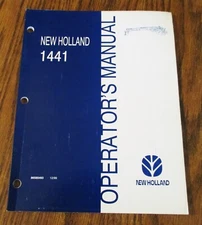 NEW HOLLAND
1441
OPERATOR'S MANUAL
NEW HOLLAND